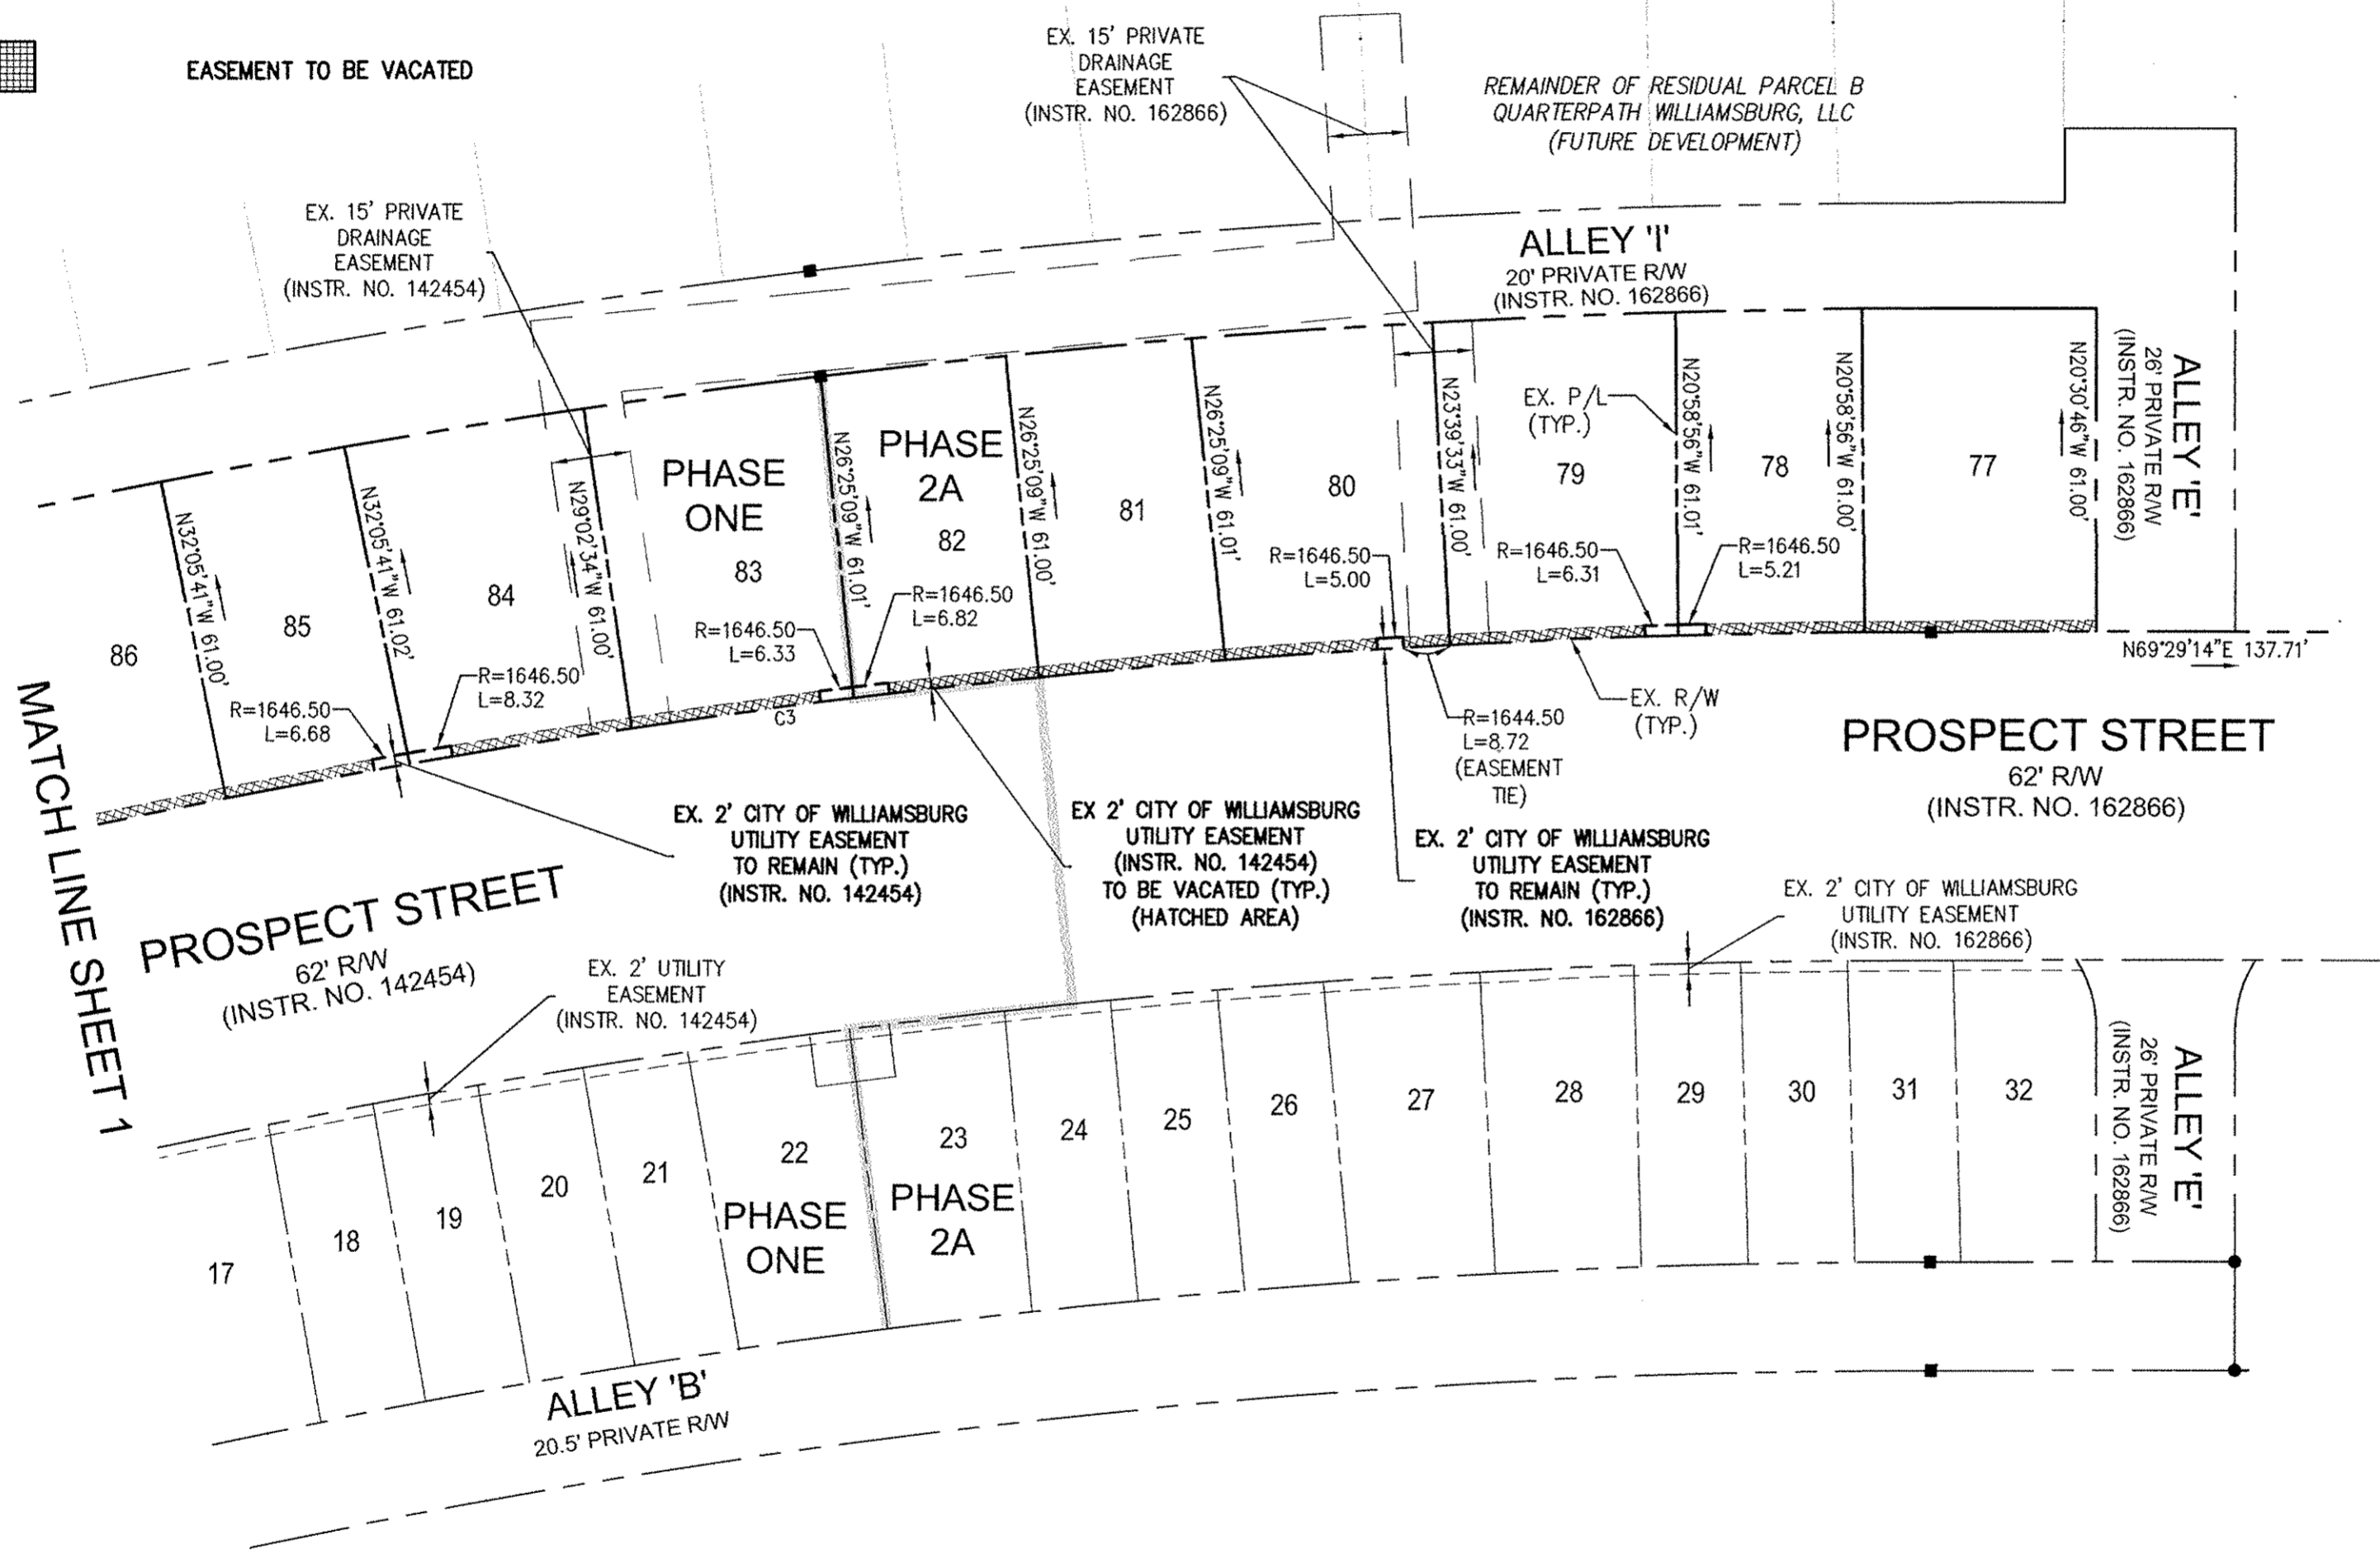 EASEMENT TO BE VACATED
EX. 15' PRIVATE
DRAINAGE
EASEMENT
(INSTR. NO. 162866)
REMAINDER OF RESIDUAL PARCEL B
QUARTERPATH WILLIAMSBURG, LLC
(FUTURE DEVELOPMENT)
EX. 15' PRIVATE
DRAINAGE
EASEMENT
(INSTR. NO. 142454)
ALLEY 'I'
20' PRIVATE R/W
(INSTR. NO. 162866)
ALLEY 'E'
26' PRIVATE R/W
(INSTR. NO. 162866)
86
N32°05'41"W 61.00'
85
N32°05'41"W 61.02'
84
N29°02'34"W 61.00'
PHASE
ONE
83
N26°25'09"W 61.01'
PHASE
2A
82
N26°25'09"W 61.00'
81
N26°25'09"W 61.01'
80
N23°39'33"W 61.00'
EX. P/L
(TYP.)
79
N20°58'56"W 61.01'
78
N20°58'56"W 61.00'
77
N20°30'46"W 61.00'
R=1646.50
L=6.68
R=1646.50
L=8.32
R=1646.50
L=6.33
R=1646.50
L=6.82
R=1646.50
L=5.00
R=1646.50
L=6.31
R=1646.50
L=5.21
C3
N69°29'14"E 137.71'
R=1644.50
L=8.72
(EASEMENT
TIE)
EX. R/W
(TYP.)
PROSPECT STREET
62' R/W
(INSTR. NO. 162866)
MATCH LINE SHEET 1
EX. 2' CITY OF WILLIAMSBURG
UTILITY EASEMENT
TO REMAIN (TYP.)
(INSTR. NO. 142454)
EX 2' CITY OF WILLIAMSBURG
UTILITY EASEMENT
(INSTR. NO. 142454)
TO BE VACATED (TYP.)
(HATCHED AREA)
EX. 2' CITY OF WILLIAMSBURG
UTILITY EASEMENT
TO REMAIN (TYP.)
(INSTR. NO. 162866)
EX. 2' CITY OF WILLIAMSBURG
UTILITY EASEMENT
(INSTR. NO. 162866)
PROSPECT STREET
62' R/W
(INSTR. NO. 142454)
EX. 2' UTILITY
EASEMENT
(INSTR. NO. 142454)
17
18
19
20
21
22
PHASE
ONE
23
PHASE
2A
24
25
26
27
28
29
30
31
32
ALLEY 'E'
26' PRIVATE R/W
(INSTR. NO. 162866)
ALLEY 'B'
20.5' PRIVATE R/W